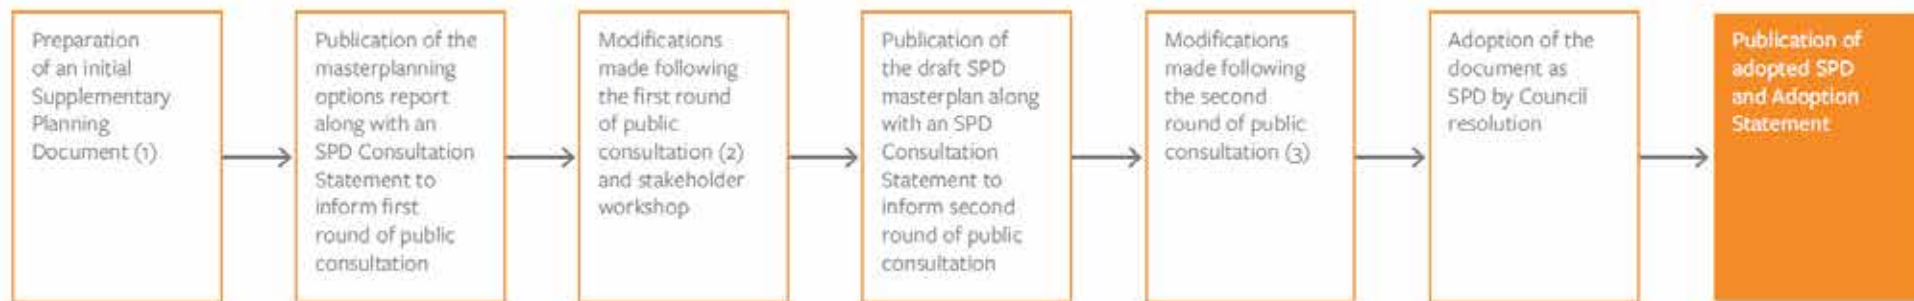 Preparation
of an initial
Supplementary
Planning
Document (1)
Publication of the
masterplanning
options report
along with an
SPD Consultation
Statement to
inform first
round of public
consultation
Modifications
made following
the first round
of public
consultation (2)
and stakeholder
workshop
Publication of
the draft SPD
masterplan along
with an SPD
Consultation
Statement to
inform second
round of public
consultation
Modifications
made following
the second
round of public
consultation (3)
Adoption of the
document as
SPD by Council
resolution
Publication of
adopted SPD
and Adoption
Statement